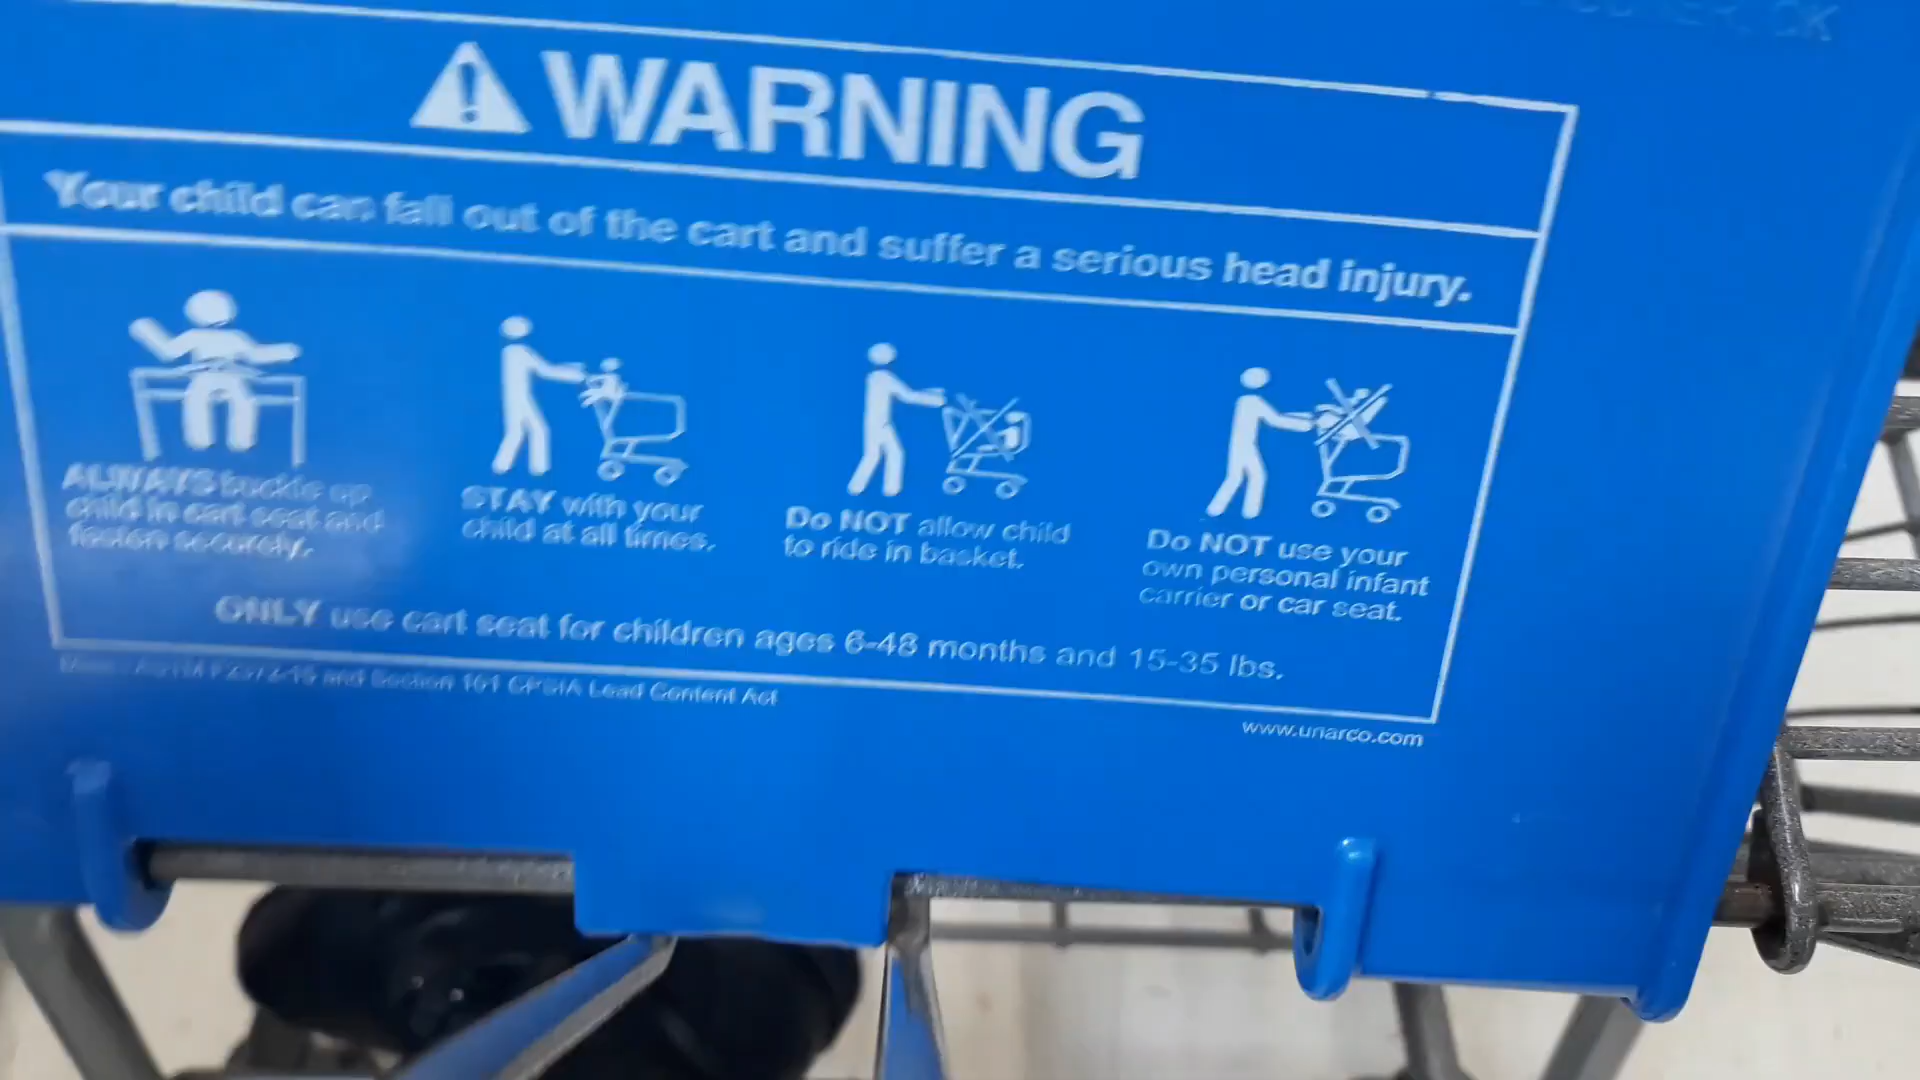 WARNING
Your child can fall out of the cart and suffer a serious head injury.
ALWAYS buckle up
child in cart seat and
fasten securely.
STAY with your
child at all times.
Do NOT allow child
to ride in basket.
Do NOT use your
own personal infant
carrier or car seat.
ONLY use cart seat for children ages 6-48 months and 15-35 lbs.
and Section 101 CPSIA Lead Content Act
www.unarco.com